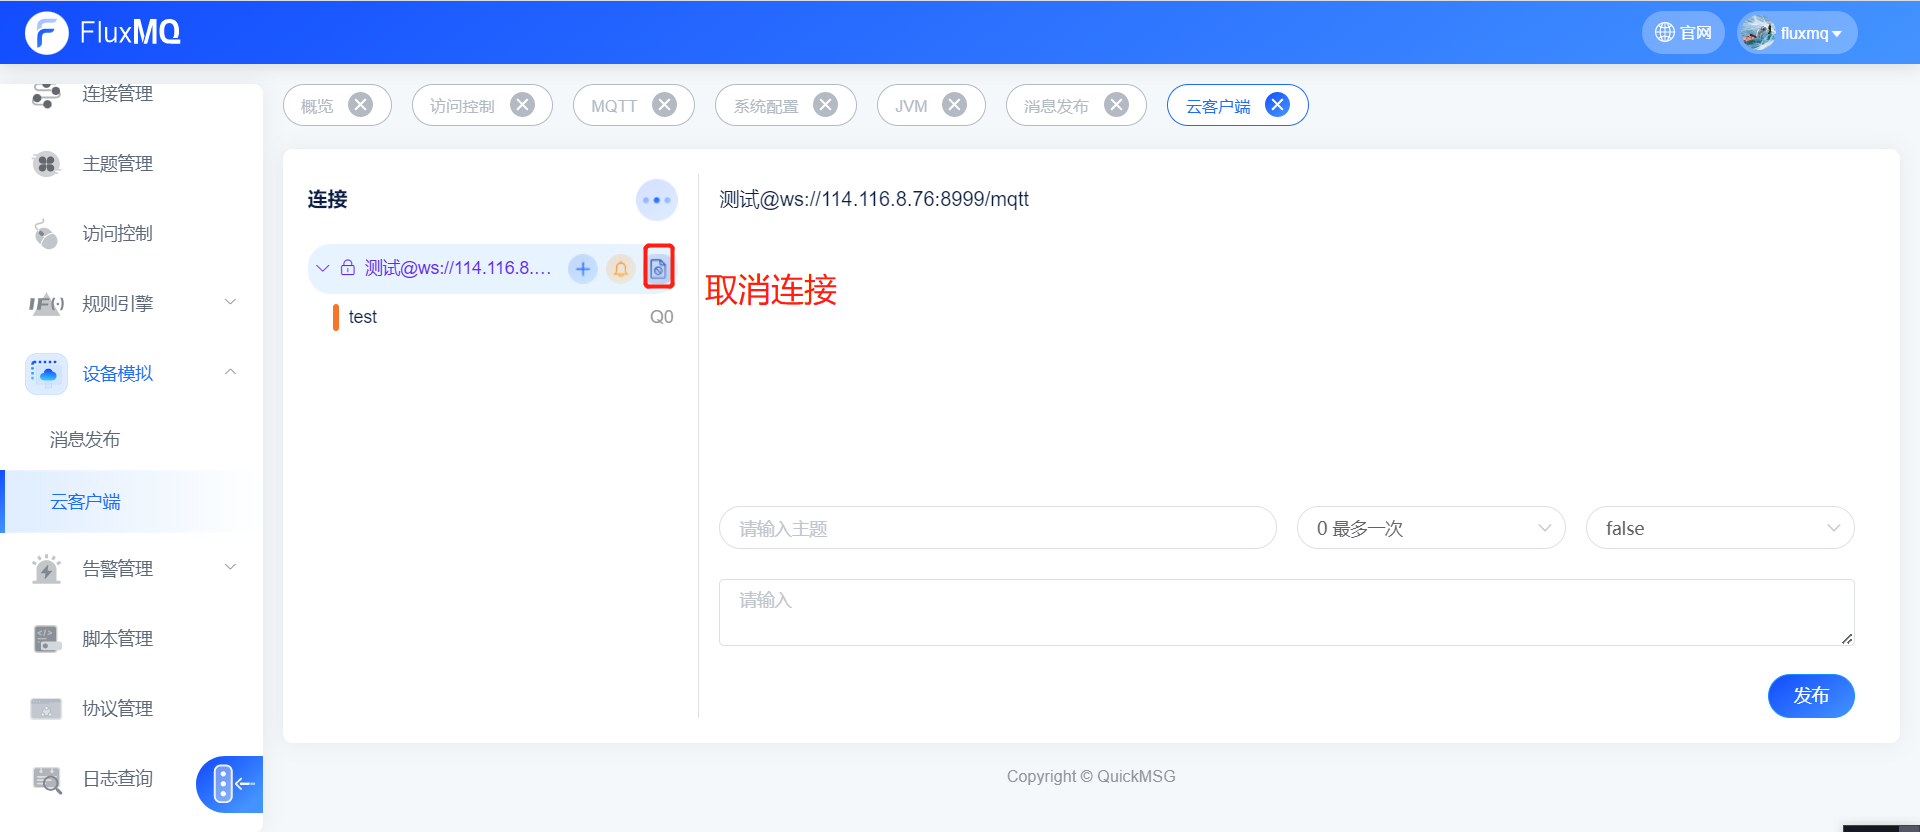 FluxMQ
官网
fluxmq
连接管理
主题管理
访问控制
IF(·) 规则引擎
设备模拟
消息发布
云客户端
告警管理
脚本管理
协议管理
日志查询
概览
访问控制
MQTT
系统配置
JVM
消息发布
云客户端
连接
测试@ws://114.116.8....
test
Q0
取消连接
测试@ws://114.116.8.76:8999/mqtt
请输入主题
0 最多一次
false
请输入
发布
Copyright © QuickMSG